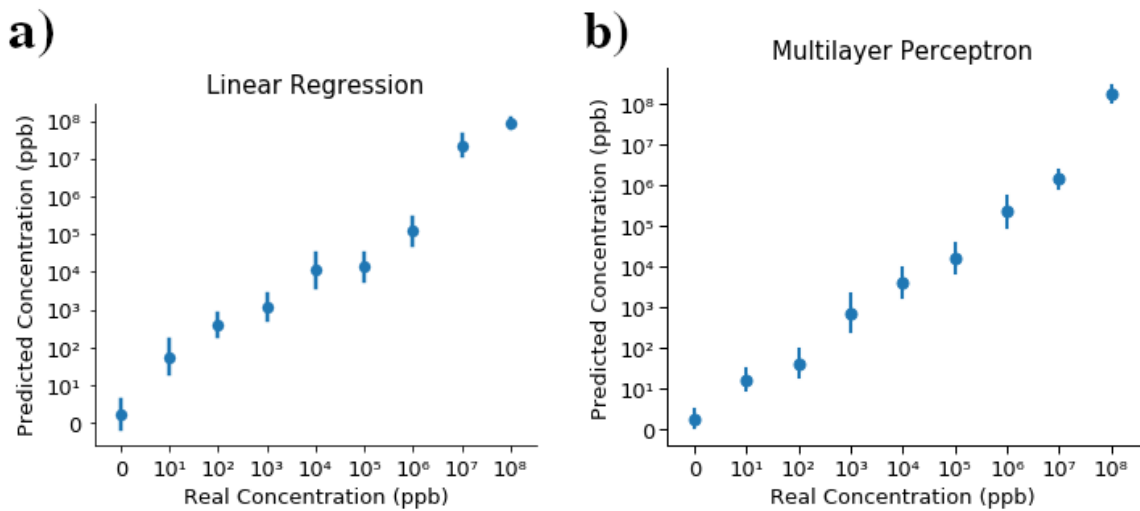 a)
Linear Regression
Predicted Concentration (ppb)
10⁸
10⁷
10⁶
10⁵
10⁴
10³
10²
10¹
0
0 10¹ 10² 10³ 10⁴ 10⁵ 10⁶ 10⁷ 10⁸
Real Concentration (ppb)
b)
Multilayer Perceptron
Predicted Concentration (ppb)
10⁸
10⁷
10⁶
10⁵
10⁴
10³
10²
10¹
0
0 10¹ 10² 10³ 10⁴ 10⁵ 10⁶ 10⁷ 10⁸
Real Concentration (ppb)